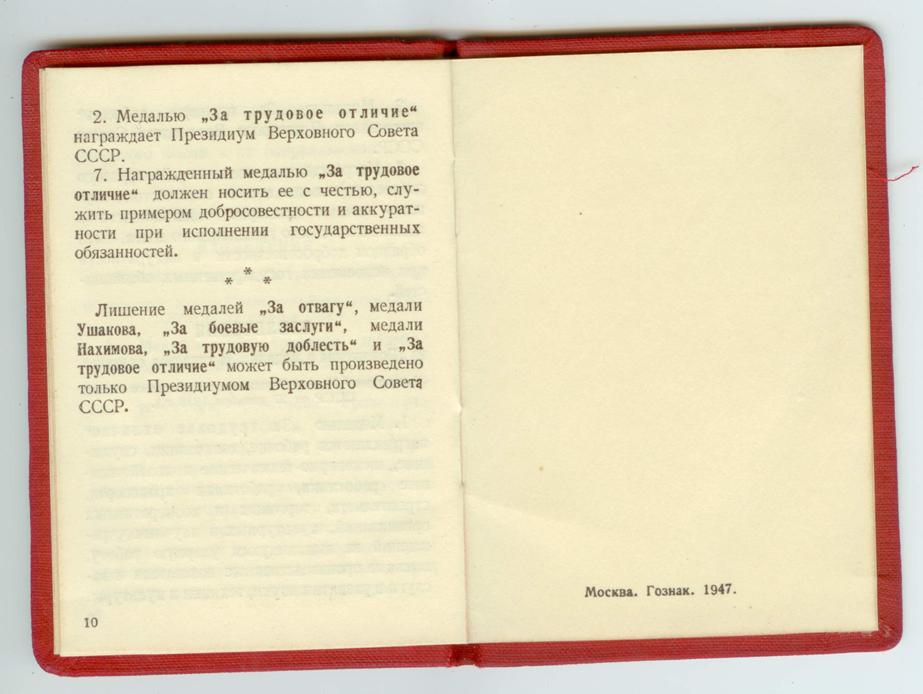 2. Медалью „За трудовое отличие“
награждает Президиум Верховного Совета
СССР.
7. Награжденный медалью „За трудовое
отличие“ должен носить ее с честью, слу-
жить примером добросовестности и аккурат-
ности при исполнении государственных
обязанностей.
* * *
Лишение медалей „За отвагу“, медали
Ушакова, „За боевые заслуги“, медали
Нахимова, „За трудовую доблесть“ и „За
трудовое отличие“ может быть произведено
только Президиумом Верховного Совета
СССР.
10
Москва. Гознак. 1947.